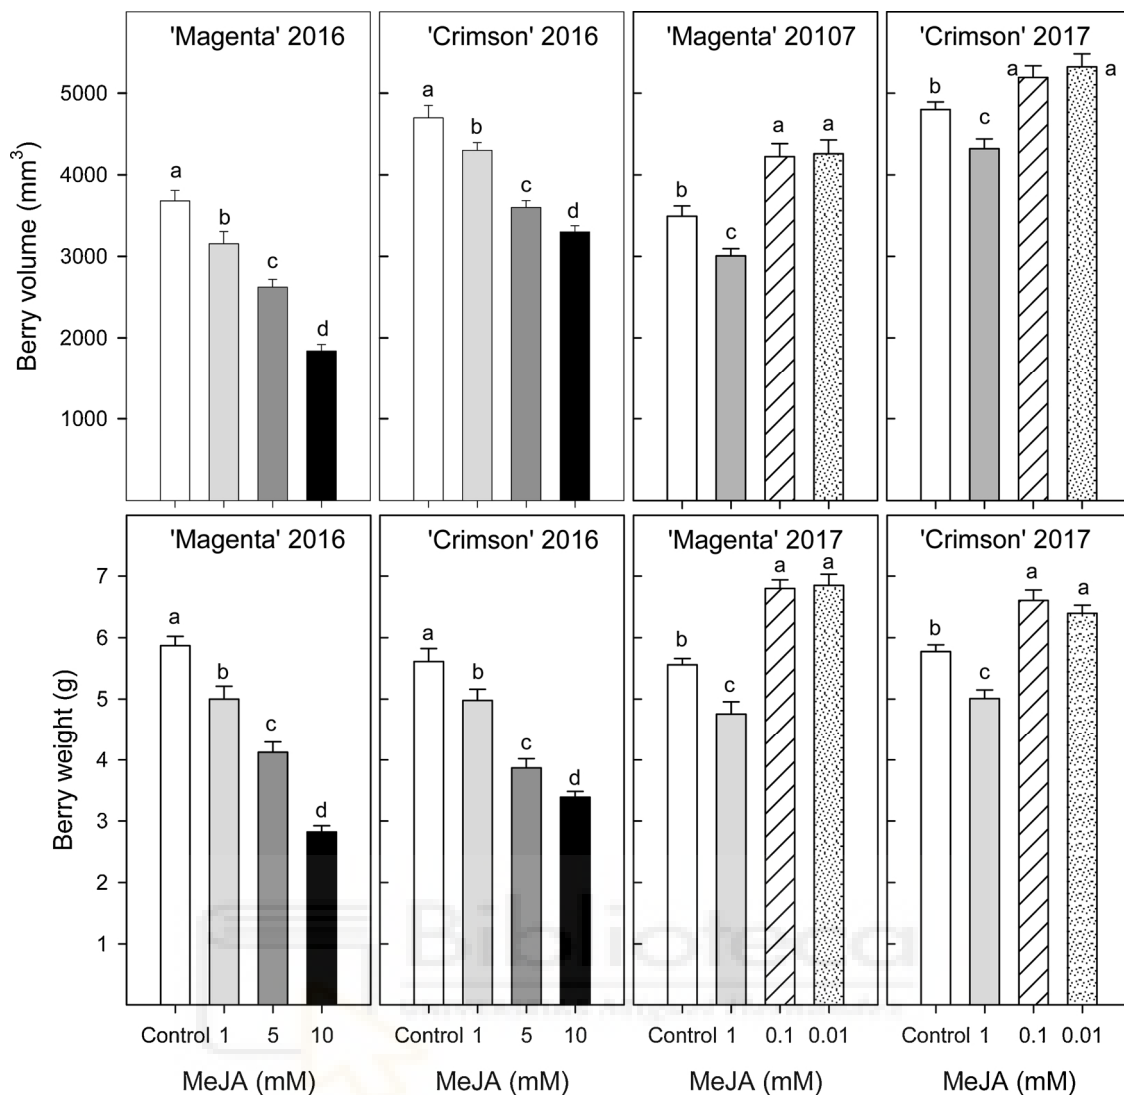 'Magenta' 2016
'Crimson' 2016
'Magenta' 20107
'Crimson' 2017
Berry volume (mm³)
5000
4000
3000
2000
1000
a
b
c
d
a
b
c
d
b
c
a
a
b
c
a
a
'Magenta' 2016
'Crimson' 2016
'Magenta' 2017
'Crimson' 2017
Berry weight (g)
7
6
5
4
3
2
1
a
b
c
d
a
b
c
d
b
c
a
a
b
c
a
a
Biblioteca
Control 1 5 10
Control 1 5 10
Control 1 0.1 0.01
Control 1 0.1 0.01
MeJA (mM)
MeJA (mM)
MeJA (mM)
MeJA (mM)